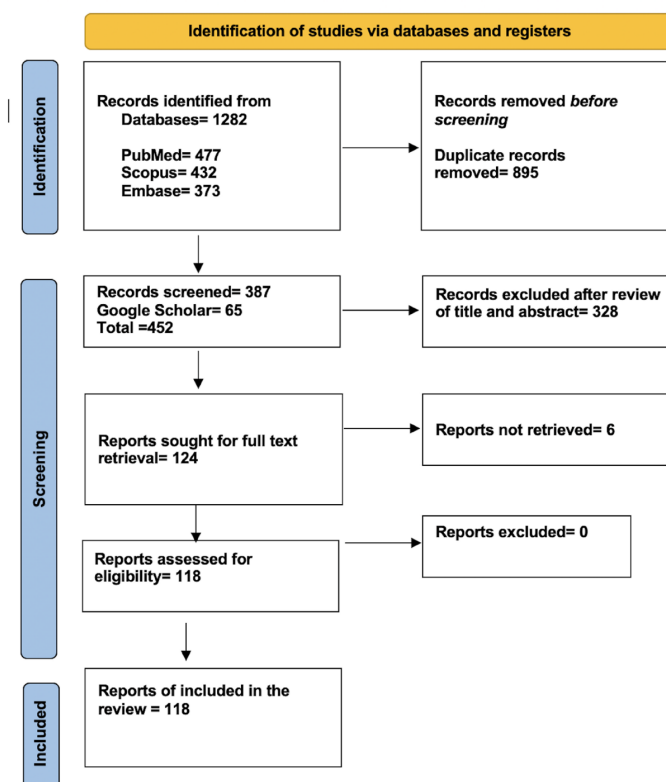 Identification of studies via databases and registers
Identification
Records identified from
Databases= 1282
PubMed= 477
Scopus= 432
Embase= 373
Records removed before
screening
Duplicate records
removed= 895
Screening
Records screened= 387
Google Scholar= 65
Total =452
Records excluded after review
of title and abstract= 328
Reports sought for full text
retrieval= 124
Reports not retrieved= 6
Reports assessed for
eligibility= 118
Reports excluded= 0
Included
Reports of included in the
review = 118